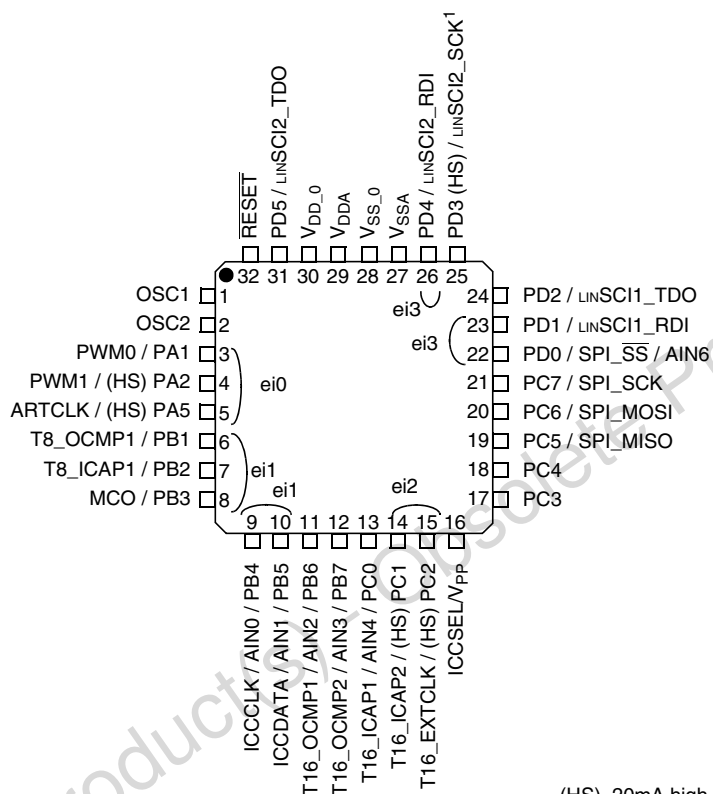 RESET
PD5 / LINSCI2_TDO
VDD_0
VDDA
VSS_0
VSSA
PD4 / LINSCI2_RDI
PD3 (HS) / LINSCI2_SCK1
32 31 30 29 28 27 26 25
OSC1 1
OSC2 2
PWM0 / PA1 3
PWM1 / (HS) PA2 4
ARTCLK / (HS) PA5 5
T8_OCMP1 / PB1 6
T8_ICAP1 / PB2 7
MCO / PB3 8
ei0
ei1
ei1
ei2
ei3
ei3
24 PD2 / LINSCI1_TDO
23 PD1 / LINSCI1_RDI
22 PD0 / SPI_SS / AIN6
21 PC7 / SPI_SCK
20 PC6 / SPI_MOSI
19 PC5 / SPI_MISO
18 PC4
17 PC3
9 10 11 12 13 14 15 16
ICCCLK / AIN0 / PB4
ICCDATA / AIN1 / PB5
T16_OCMP1 / AIN2 / PB6
T16_OCMP2 / AIN3 / PB7
T16_ICAP1 / AIN4 / PC0
T16_ICAP2 / (HS) PC1
T16_EXTCLK / (HS) PC2
ICCSEL/VPP
(HS) 20mA high
roduct(s) - Obsolete Pr